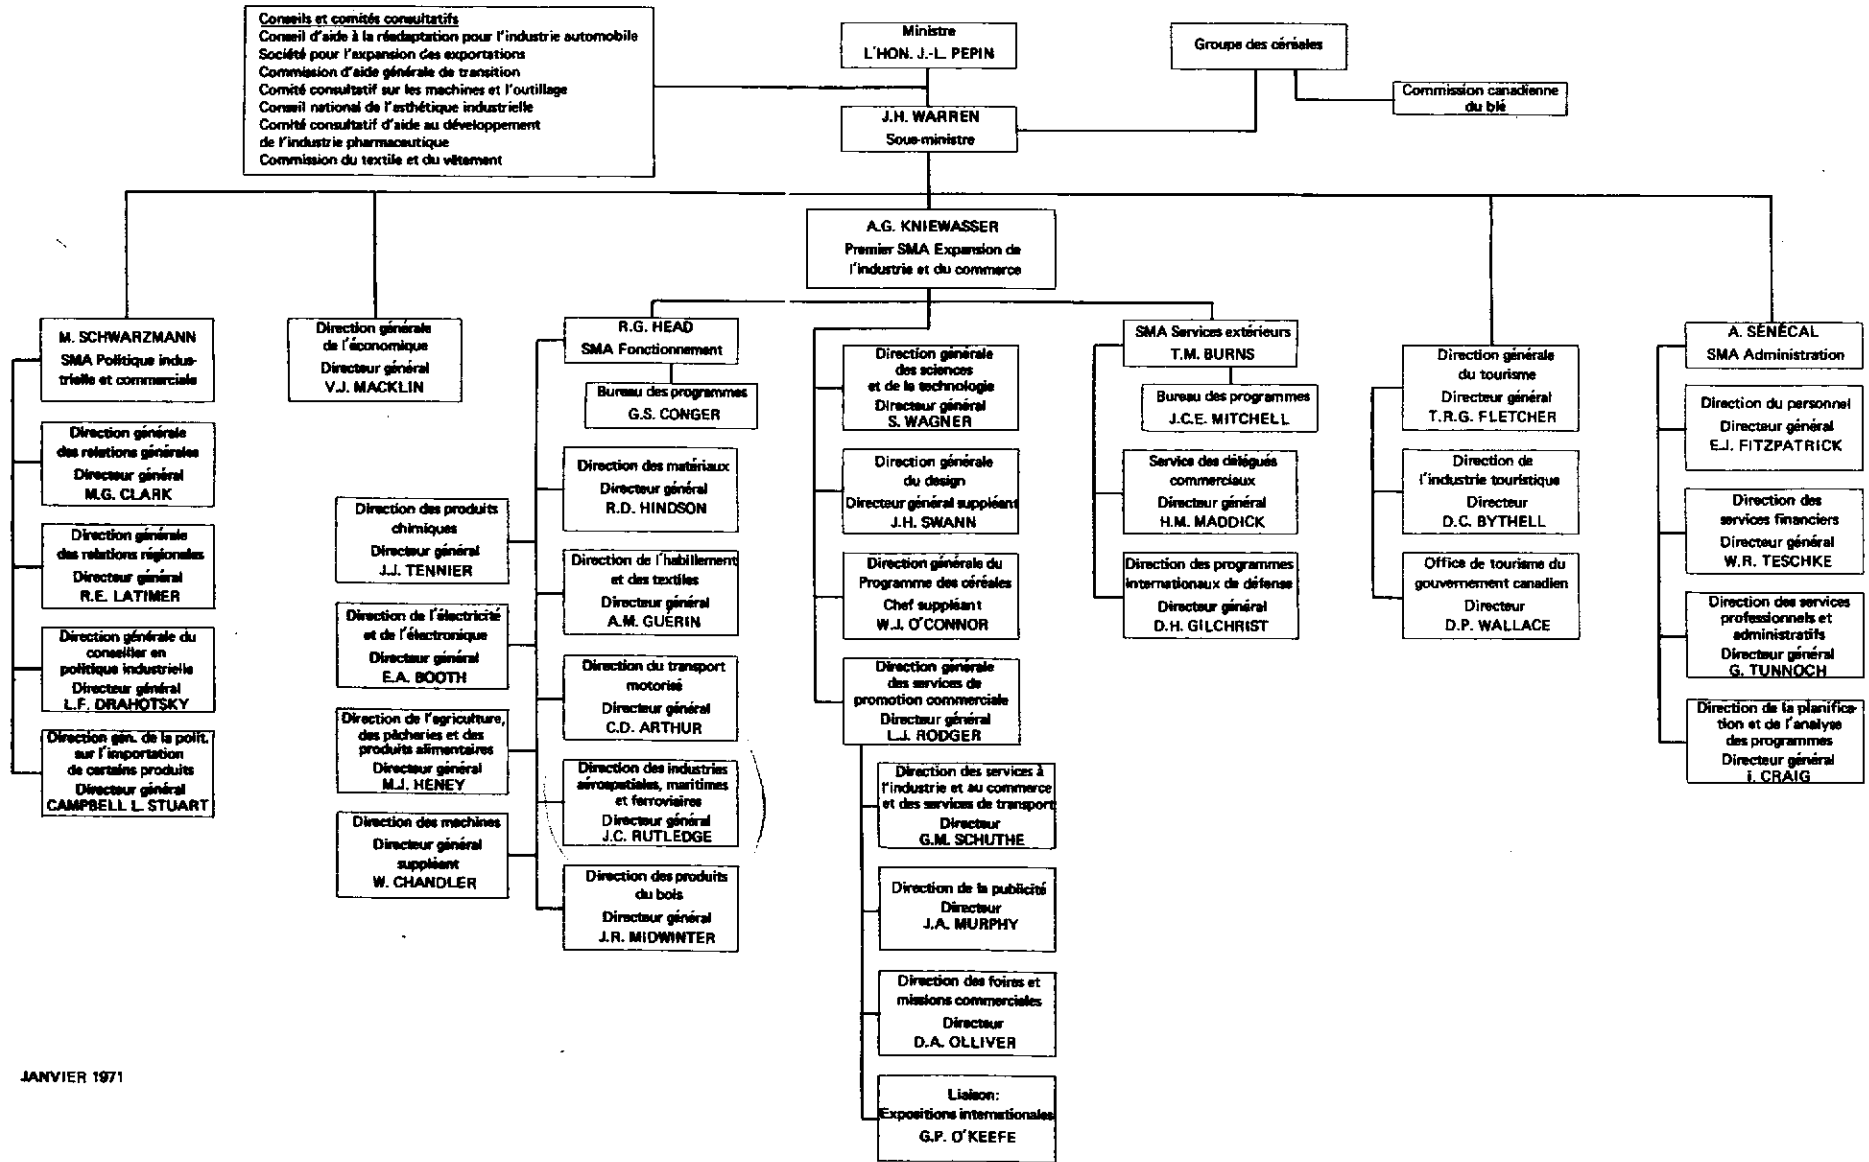 Conseils et comités consultatifs
Conseil d'aide à la réadaptation pour l'industrie automobile
Société pour l'expansion des exportations
Commission d'aide générale de transition
Comité consultatif sur les machines et l'outillage
Conseil national de l'esthétique industrielle
Comité consultatif d'aide au développement
de l'industrie pharmaceutique
Commission du textile et du vêtement
Ministre
L'HON. J.-L. PEPIN
Groupe des céréales
Commission canadienne
du blé
J.H. WARREN
Sous-ministre
A.G. KNIEWASSER
Premier SMA Expansion de
l'industrie et du commerce
M. SCHWARZMANN
SMA Politique indus-
trielle et commerciale
Direction générale
des relations générales
Directeur général
M.G. CLARK
Direction générale
des relations régionales
Directeur général
R.E. LATIMER
Direction générale du
conseiller en
politique industrielle
Directeur général
L.F. DRAHOTSKY
Direction gén. de la polit.
sur l'importation
de certains produits
Directeur général
CAMPBELL L. STUART
Direction générale
de l'économique
Directeur général
V.J. MACKLIN
R.G. HEAD
SMA Fonctionnement
Bureau des programmes
G.S. CONGER
Direction des produits
chimiques
Directeur général
J.J. TENNIER
Direction de l'électricité
et de l'électronique
Directeur général
E.A. BOOTH
Direction de l'agriculture,
des pêcheries et des
produits alimentaires
Directeur général
M.J. HENEY
Direction des machines
Directeur général
suppléant
W. CHANDLER
Direction des matériaux
Directeur général
R.D. HINDSON
Direction de l'habillement
et des textiles
Directeur général
A.M. GUÉRIN
Direction du transport
motorisé
Directeur général
C.D. ARTHUR
Direction des industries
aérospatiales, maritimes
et ferroviaires
Directeur général
J.C. RUTLEDGE
Direction des produits
du bois
Directeur général
J.R. MIDWINTER
Direction générale
des sciences
et de la technologie
Directeur général
S. WAGNER
Direction générale
du design
Directeur général suppléant
J.H. SWANN
Direction générale du
Programme des céréales
Chef suppléant
W.J. O'CONNOR
Direction générale
des services de
promotion commerciale
Directeur général
L.J. RODGER
Direction des services à
l'industrie et au commerce
et des services de transport
Directeur
G.M. SCHUTHE
Direction de la publicité
Directeur
J.A. MURPHY
Direction des foires et
missions commerciales
Directeur
D.A. OLLIVER
Liaison:
Expositions internationales
G.P. O'KEEFE
SMA Services extérieurs
T.M. BURNS
Bureau des programmes
J.C.E. MITCHELL
Service des délégués
commerciaux
Directeur général
H.M. MADDICK
Direction des programmes
internationaux de défense
Directeur général
D.H. GILCHRIST
Direction générale
du tourisme
Directeur général
T.R.G. FLETCHER
Direction de
l'industrie touristique
Directeur
D.C. BYTHELL
Office de tourisme du
gouvernement canadien
Directeur
D.P. WALLACE
A. SÉNÉCAL
SMA Administration
Direction du personnel
Directeur général
E.J. FITZPATRICK
Direction des
services financiers
Directeur général
W.R. TESCHKE
Direction des services
professionnels et
administratifs
Directeur général
G. TUNNOCH
Direction de la planifica-
tion et de l'analyse
des programmes
Directeur général
I. CRAIG
JANVIER 1971